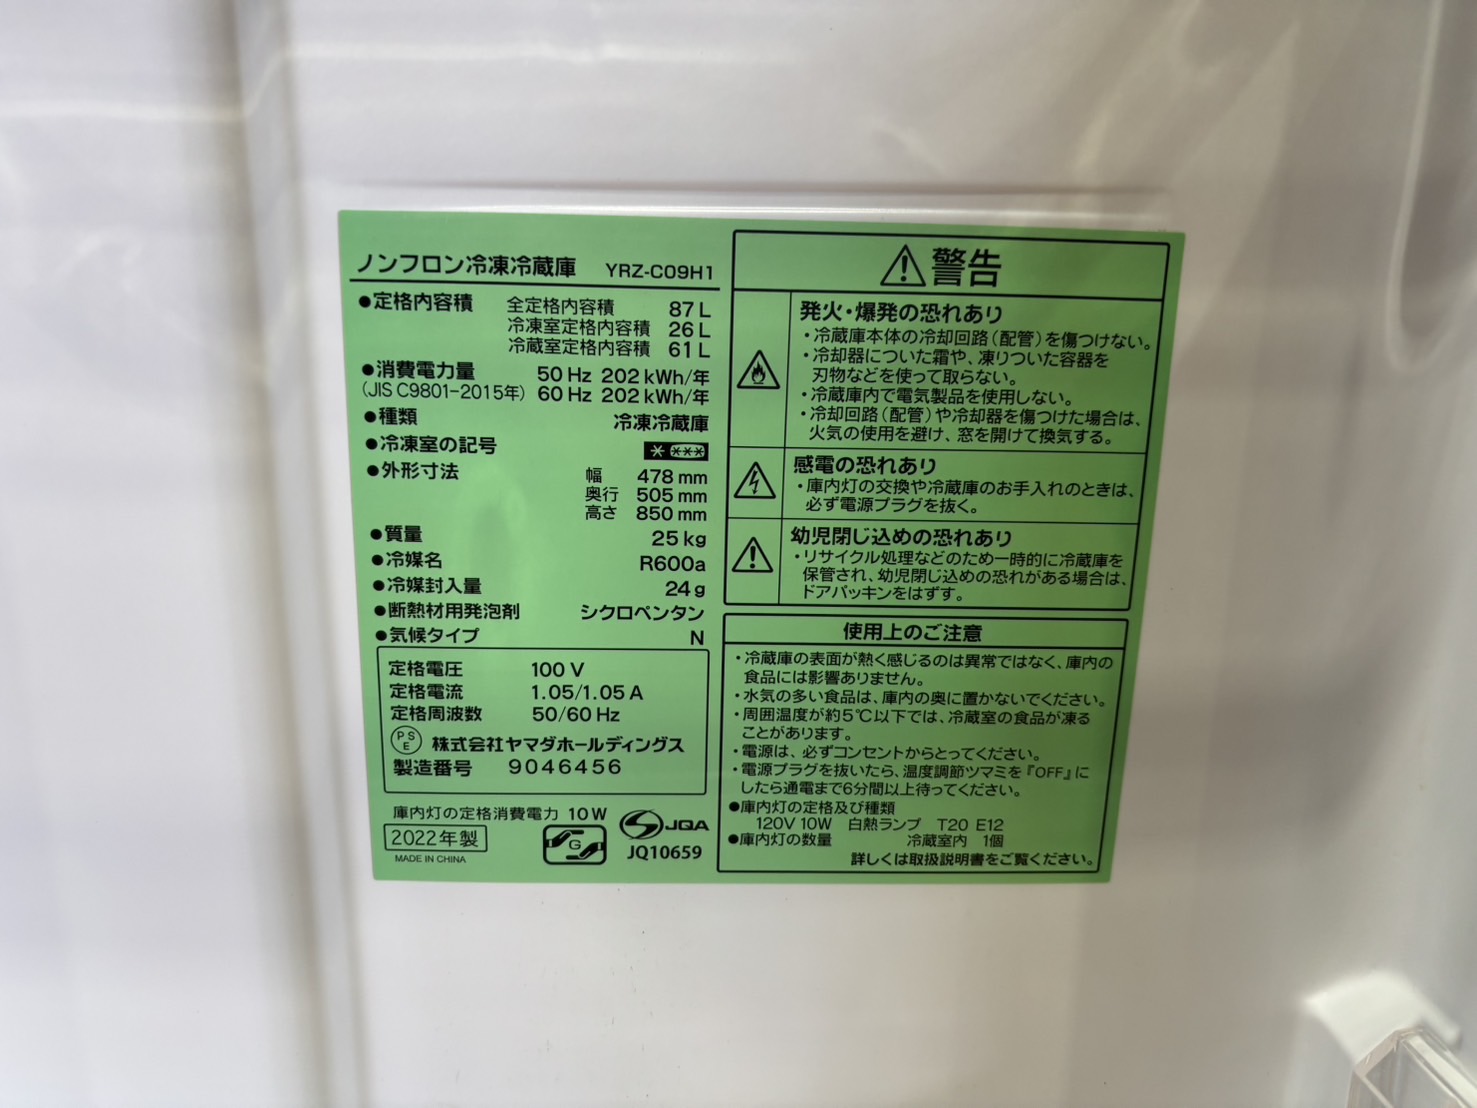 ノンフロン冷凍冷蔵庫 YRZ-C09H1
●定格内容積 全定格内容積 87 L
冷凍室定格内容積 26 L
冷蔵室定格内容積 61 L
●消費電力量 50 Hz 202 kWh/年
(JIS C9801-2015年) 60 Hz 202 kWh/年
●種類 冷凍冷蔵庫
●冷凍室の記号
●外形寸法 幅 478 mm
奥行 505 mm
高さ 850 mm
●質量 25 kg
●冷媒名 R600a
●冷媒封入量 24 g
●断熱材用発泡剤 シクロペンタン
●気候タイプ N
定格電圧 100 V
定格電流 1.05/1.05 A
定格周波数 50/60 Hz
PSE 株式会社ヤマダホールディングス
製造番号 9046456
庫内灯の定格消費電力 10 W
2022年製
MADE IN CHINA
G
JQA
JQ10659
警告
発火・爆発の恐れあり
・冷蔵庫本体の冷却回路(配管)を傷つけない。
・冷却器についた霜や、凍りついた容器を
刃物などを使って取らない。
・冷蔵庫内で電気製品を使用しない。
・冷却回路(配管)や冷却器を傷つけた場合は、
火気の使用を避け、窓を開けて換気する。
感電の恐れあり
・庫内灯の交換や冷蔵庫のお手入れのときは、
必ず電源プラグを抜く。
幼児閉じ込めの恐れあり
・リサイクル処理などのため一時的に冷蔵庫を
保管され、幼児閉じ込めの恐れがある場合は、
ドアパッキンをはずす。
使用上のご注意
・冷蔵庫の表面が熱く感じるのは異常ではなく、庫内の
食品には影響ありません。
・水気の多い食品は、庫内の奥に置かないでください。
・周囲温度が約5℃以下では、冷蔵室の食品が凍る
ことがあります。
・電源は、必ずコンセントからとってください。
・電源プラグを抜いたら、温度調節ツマミを『OFF』に
したら通電まで6分間以上待ってください。
●庫内灯の定格及び種類
120V 10W 白熱ランプ T20 E12
●庫内灯の数量 冷蔵室内 1個
詳しくは取扱説明書をご覧ください。